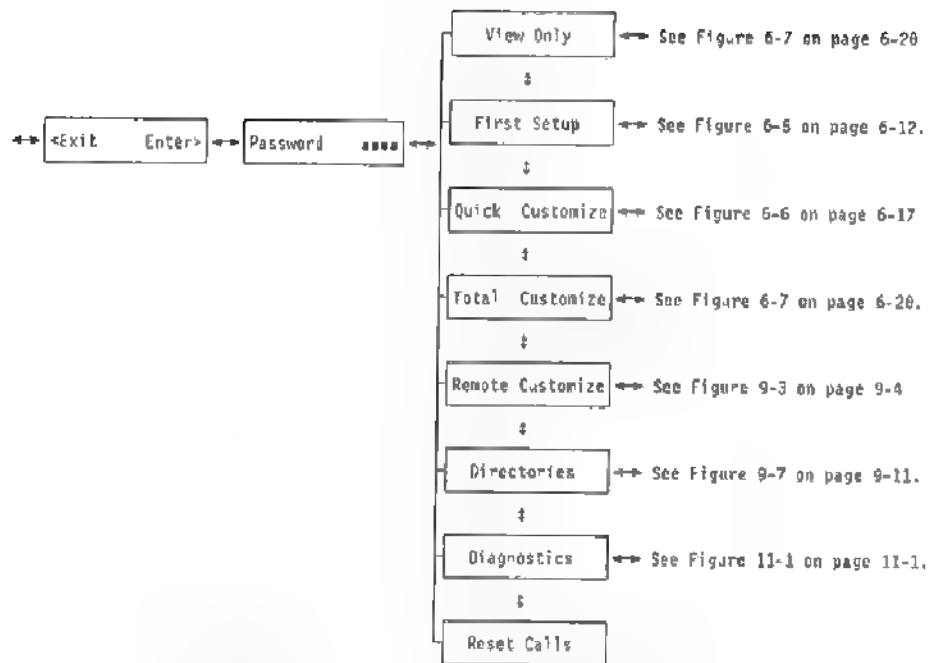 View Only See Figure 6-7 on page 6-20
First Setup See Figure 6-5 on page 6-12.
<Exit Enter> Password
Quick Customize See Figure 6-6 on page 6-17
Total Customize See Figure 6-7 on page 6-20.
Remote Customize See Figure 9-3 on page 9-4
Directories See Figure 9-7 on page 9-11.
Diagnostics See Figure 11-1 on page 11-1.
Reset Calls